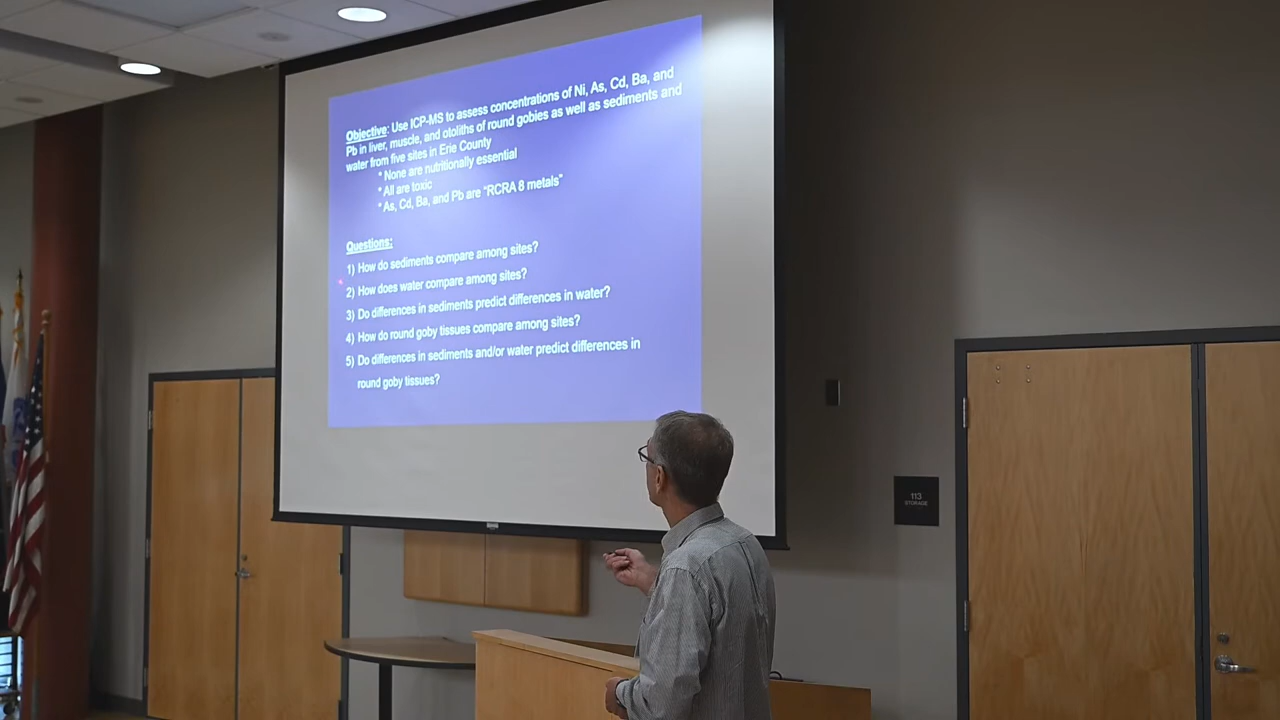 Objective: Use ICP-MS to assess concentrations of Ni, As, Cd, Ba, and
Pb in liver, muscle, and otoliths of round gobies as well as sediments and
water from five sites in Erie County
* None are nutritionally essential
* All are toxic
* As, Cd, Ba, and Pb are “RCRA 8 metals”
Questions:
1) How do sediments compare among sites?
2) How does water compare among sites?
3) Do differences in sediments predict differences in water?
4) How do round goby tissues compare among sites?
5) Do differences in sediments and/or water predict differences in
round goby tissues?
113
STORAGE